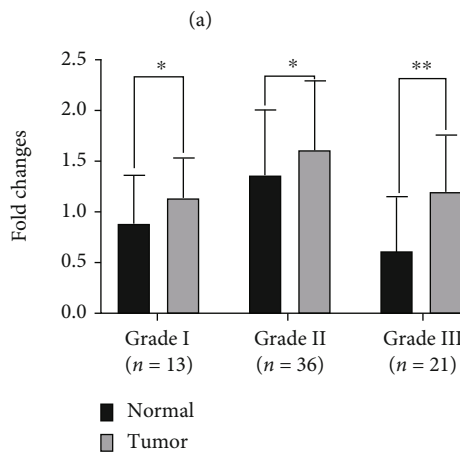 (a)
Fold changes
2.5
2.0
1.5
1.0
0.5
0.0
*
*
**
Grade I
(n = 13)
Grade II
(n = 36)
Grade III
(n = 21)
Normal
Tumor